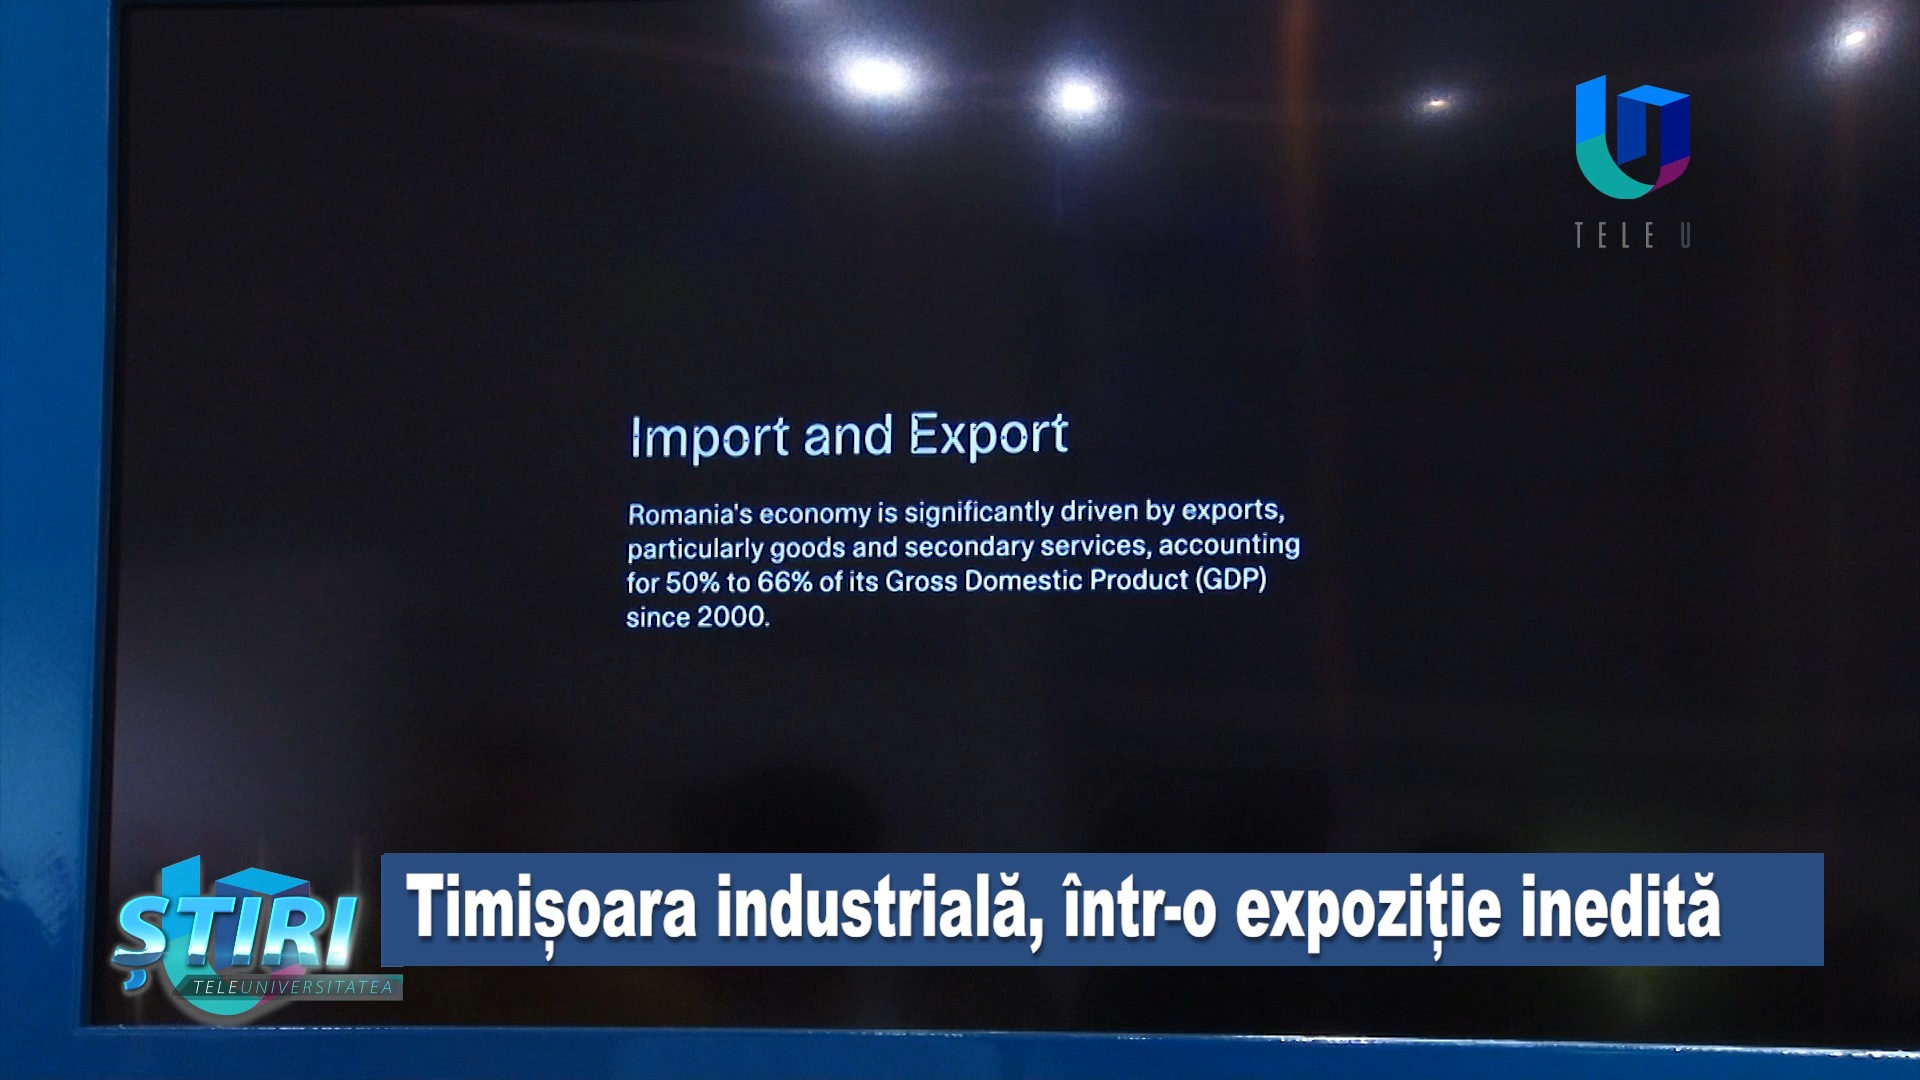 TELE U
Import and Export
Romania's economy is significantly driven by exports,
particularly goods and secondary services, accounting
for 50% to 66% of its Gross Domestic Product (GDP)
since 2000.
Timișoara industrială, într-o expoziție inedită
ȘTIRI
TELEUNIVERSITATEA